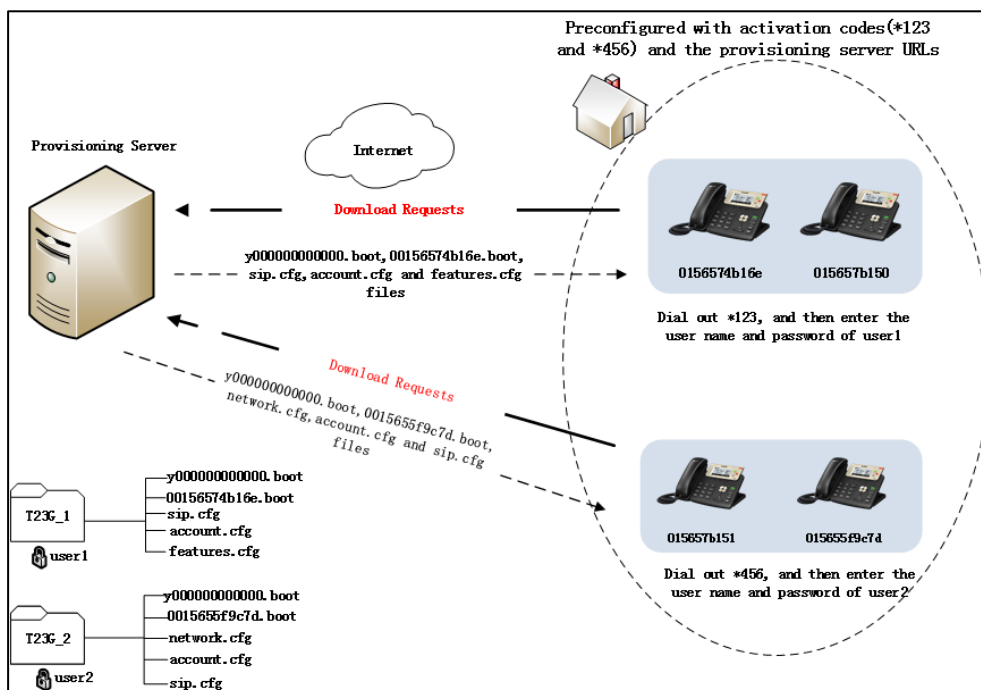 Preconfigured with activation codes(*123
and *456) and the provisioning server URLs
Provisioning Server
Internet
Download Requests
y000000000000.boot,00156574b16e.boot,
sip.cfg,account.cfg and features.cfg
files
0156574b16e
015657b150
Dial out *123, and then enter the
user name and password of user1
Download Requests
y000000000000.boot,0015655f9c7d.boot,
network.cfg,account.cfg and sip.cfg
files
015657b151
015655f9c7d
Dial out *456, and then enter the
user name and password of user2
T23G_1
user1
y000000000000.boot
00156574b16e.boot
sip.cfg
account.cfg
features.cfg
T23G_2
user2
y000000000000.boot
0015655f9c7d.boot
network.cfg
account.cfg
sip.cfg